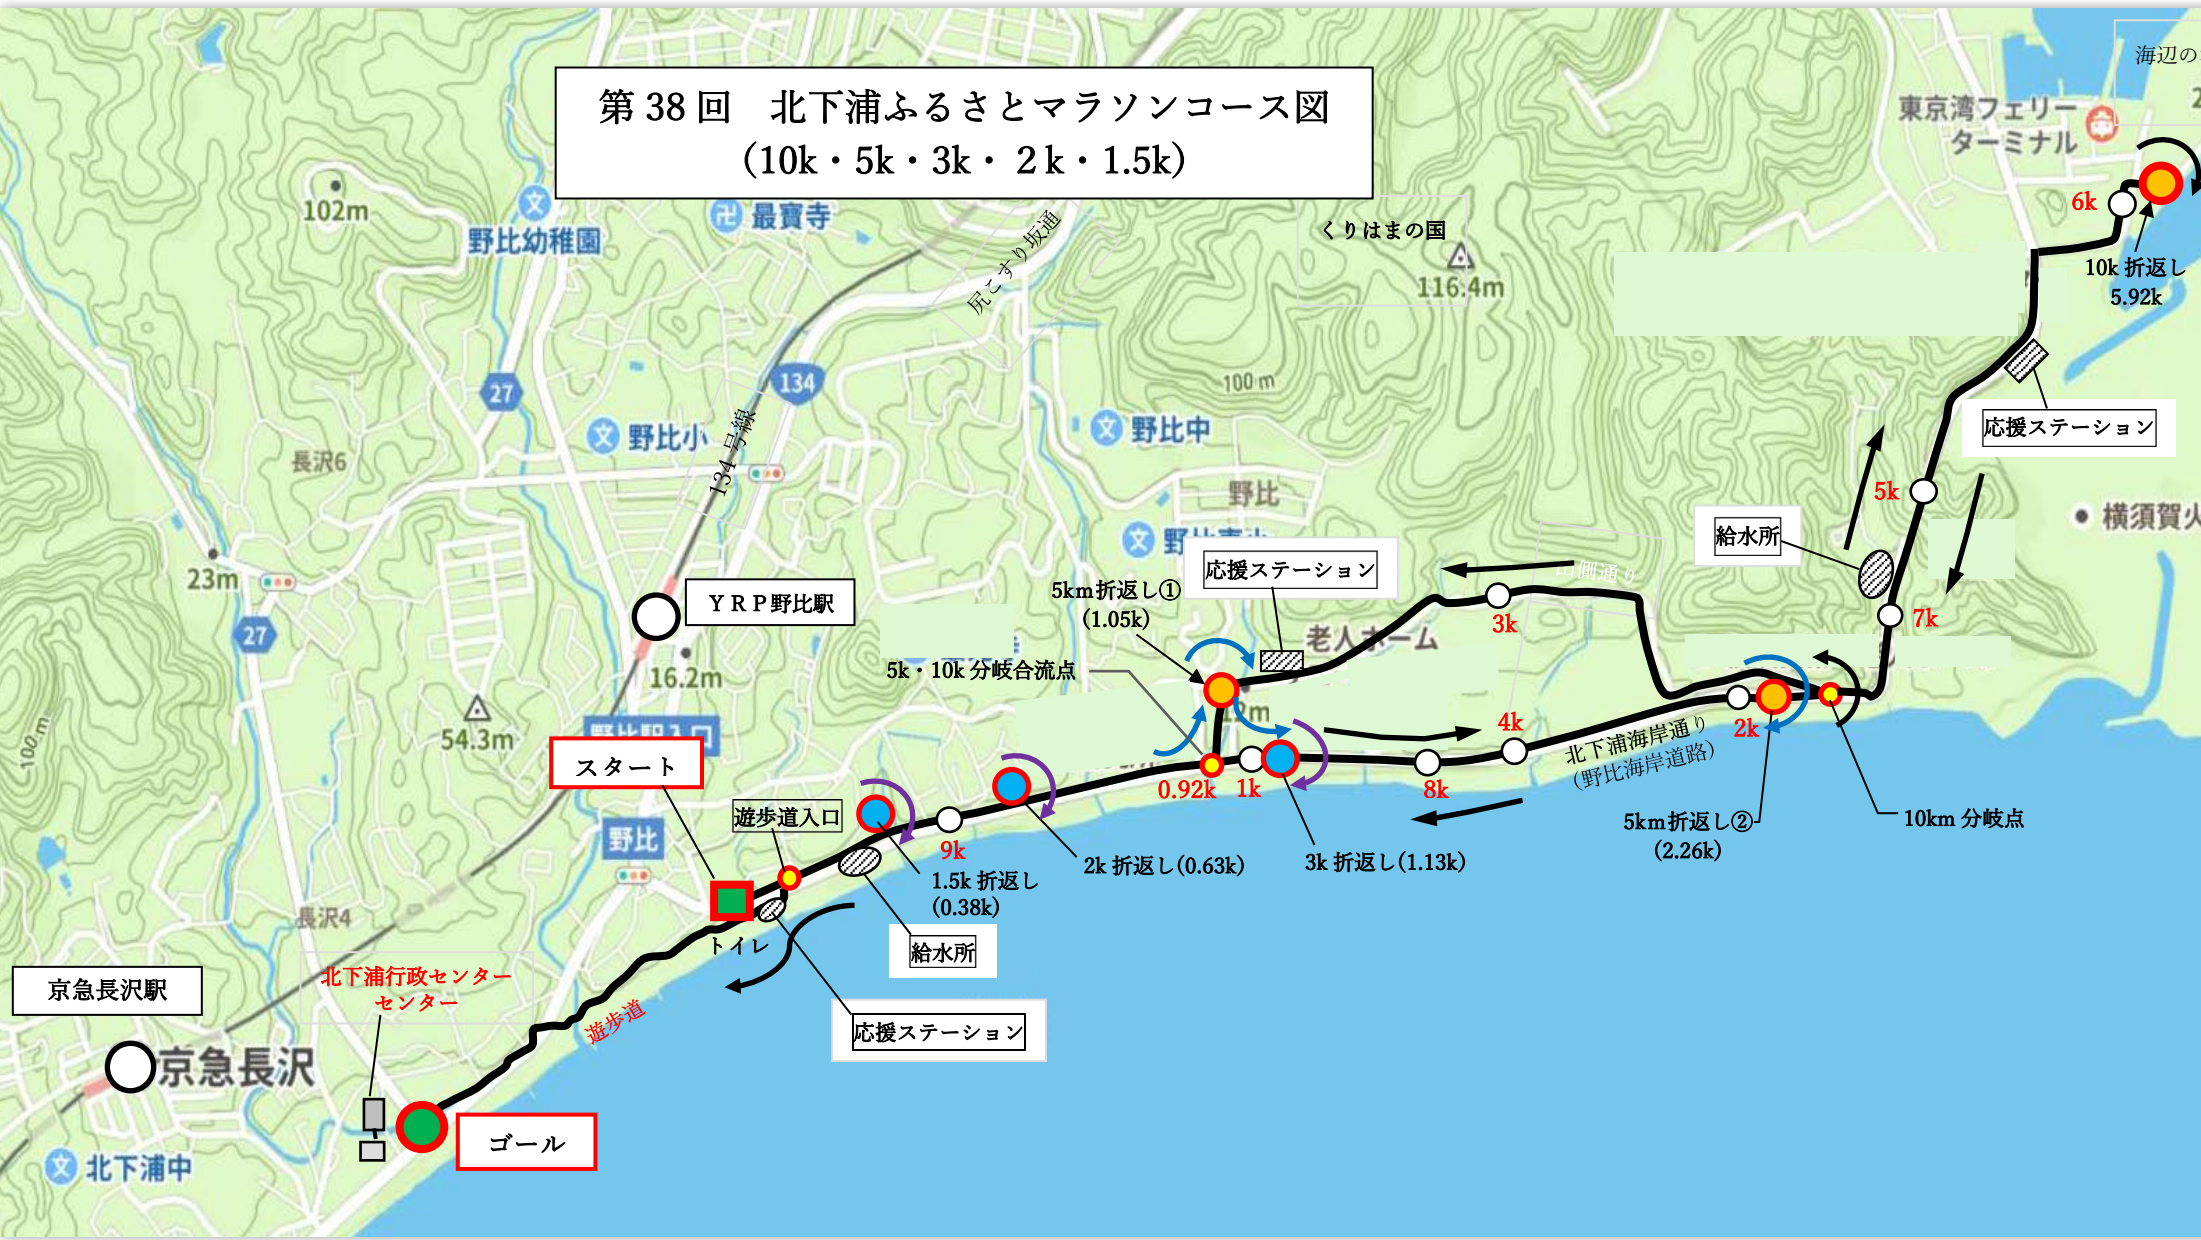 第 38 回　北下浦ふるさとマラソンコース図
（10k・5k・3k・２k・1.5k）
海辺の
東京湾フェリー
ターミナル
6k
10k 折返し
5.92k
102m
野比幼稚園
最寶寺
尻こすり坂通
くりはまの国
116.4m
27
134
100 m
野比小
134 号線
野比中
長沢6
野比
応援ステーション
5k
給水所
横須賀火
23m
27
YRP野比駅
16.2m
5km折返し①
(1.05k)
応援ステーション
山側通り
3k
7k
老人ホーム
5k・10k 分岐合流点
54.3m
100 m
スタート
0.92k
1k
8k
4k
北下浦海岸通り
（野比海岸道路）
2k
5km折返し②
(2.26k)
10km 分岐点
遊歩道入口
野比
9k
2k 折返し(0.63k)
3k 折返し(1.13k)
1.5k 折返し
(0.38k)
長沢4
トイレ
給水所
京急長沢駅
北下浦行政センター
センター
遊歩道
応援ステーション
京急長沢
ゴール
北下浦中